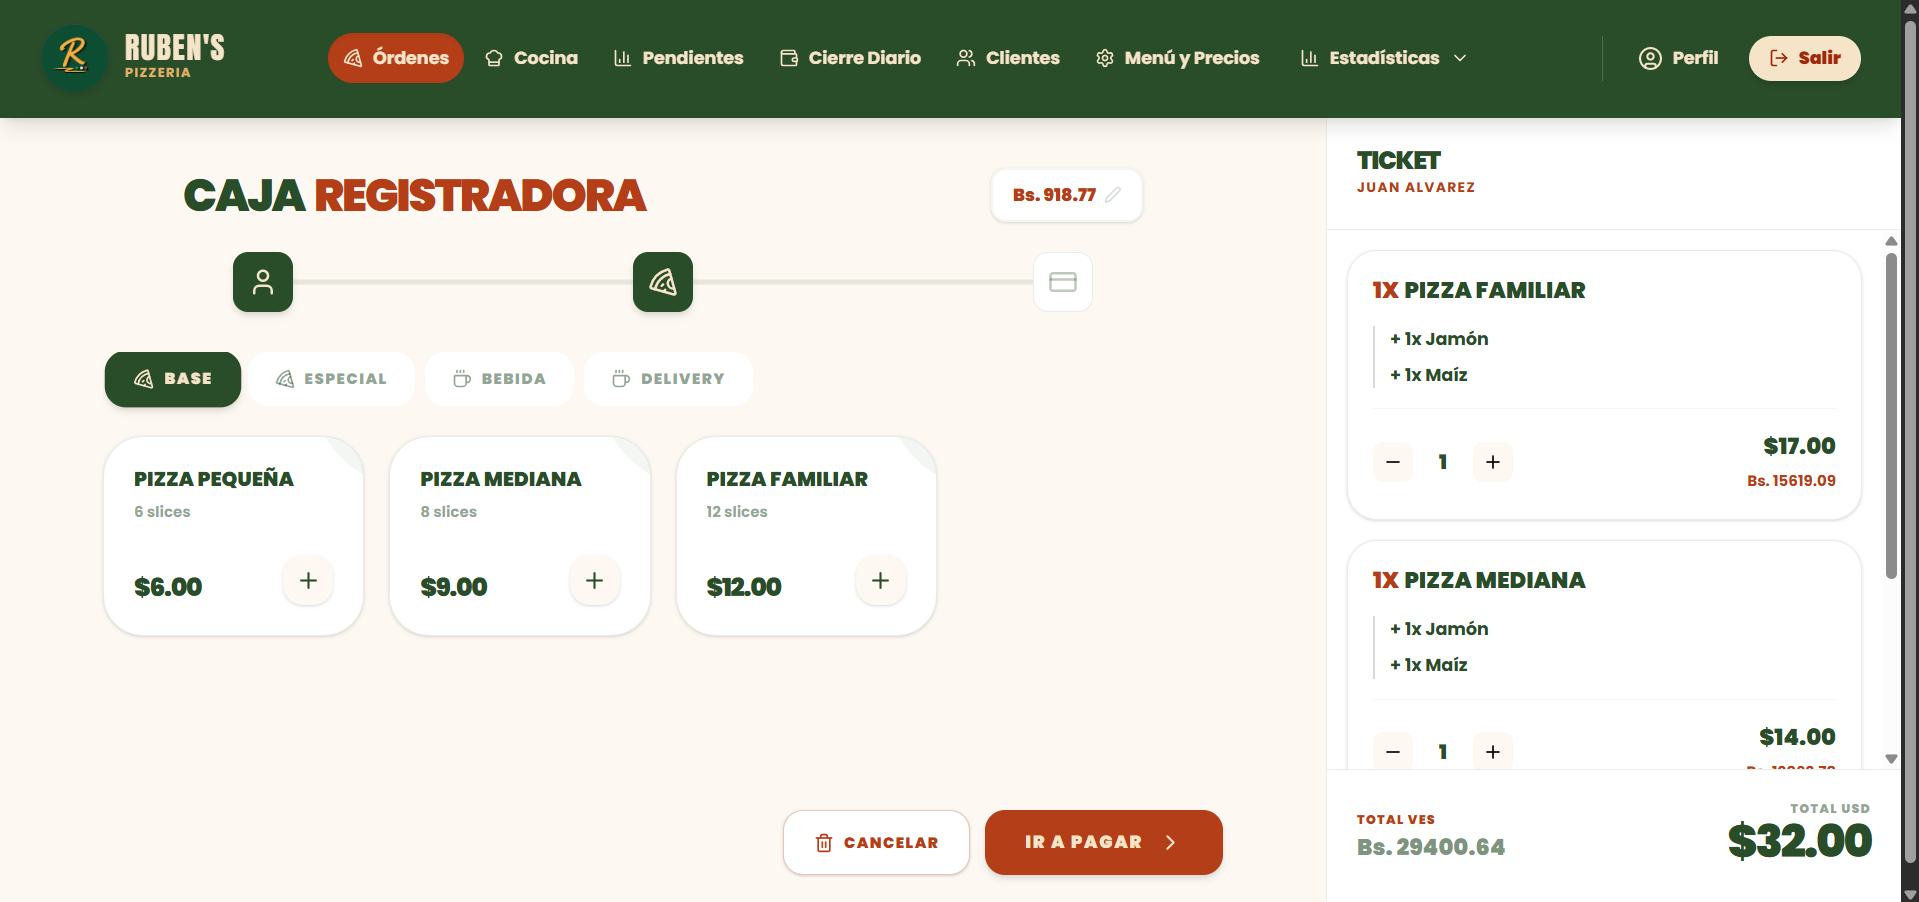 RUBEN'S
PIZZERIA
Órdenes
Cocina
Pendientes
Cierre Diario
Clientes
Menú y Precios
Estadísticas
Perfil
Salir
CAJA REGISTRADORA
Bs. 918.77
BASE
ESPECIAL
BEBIDA
DELIVERY
PIZZA PEQUEÑA
6 slices
$6.00
PIZZA MEDIANA
8 slices
$9.00
PIZZA FAMILIAR
12 slices
$12.00
CANCELAR
IR A PAGAR
TICKET
JUAN ALVAREZ
1X PIZZA FAMILIAR
+ 1x Jamón
+ 1x Maíz
1
$17.00
Bs. 15619.09
1X PIZZA MEDIANA
+ 1x Jamón
+ 1x Maíz
1
$14.00
TOTAL VES
Bs. 29400.64
TOTAL USD
$32.00